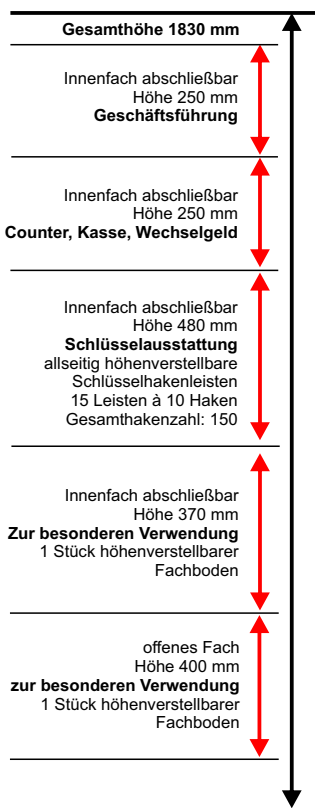 Gesamthöhe 1830 mm
Innenfach abschließbar
Höhe 250 mm
Geschäftsführung
Innenfach abschließbar
Höhe 250 mm
Counter, Kasse, Wechselgeld
Innenfach abschließbar
Höhe 480 mm
Schlüsselausstattung
allseitig höhenverstellbare
Schlüsselhakenleisten
15 Leisten à 10 Haken
Gesamthakenzahl: 150
Innenfach abschließbar
Höhe 370 mm
Zur besonderen Verwendung
1 Stück höhenverstellbarer
Fachboden
offenes Fach
Höhe 400 mm
zur besonderen Verwendung
1 Stück höhenverstellbarer
Fachboden